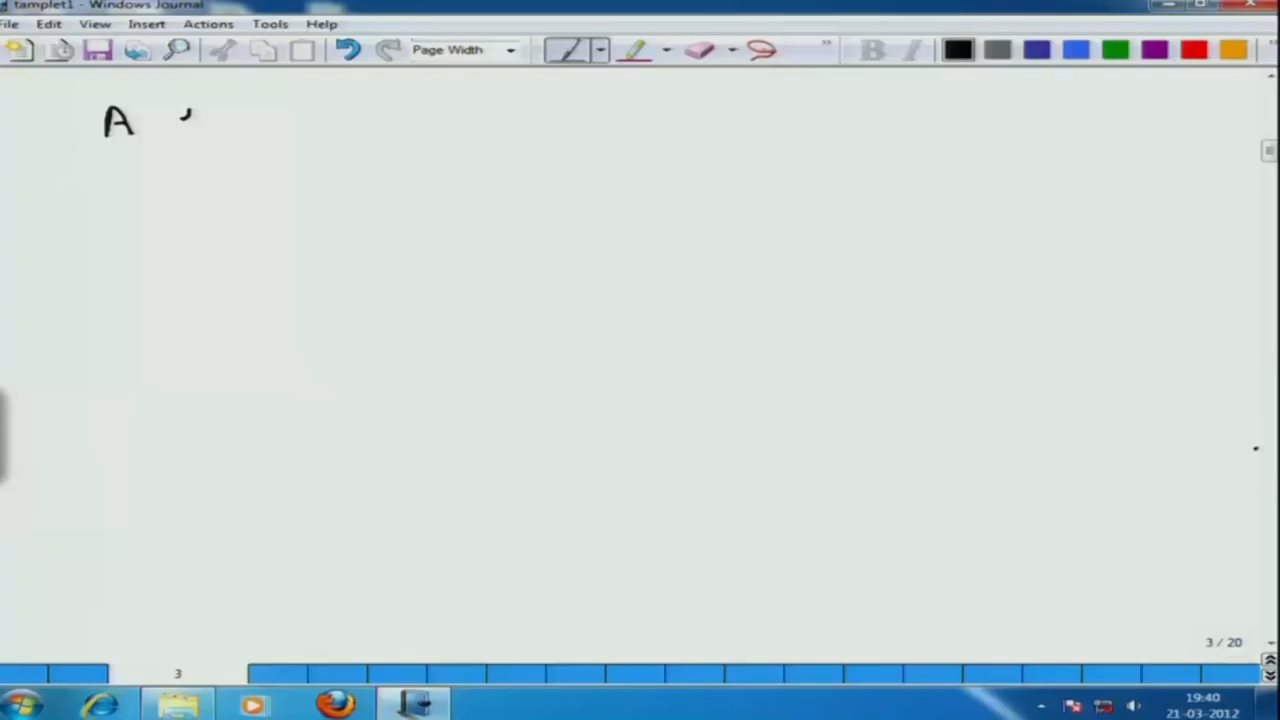 tamplet1 - Windows Journal
File Edit View Insert Actions Tools Help
Page Width
B I
A
3 / 20
3
19:40
21-03-2012